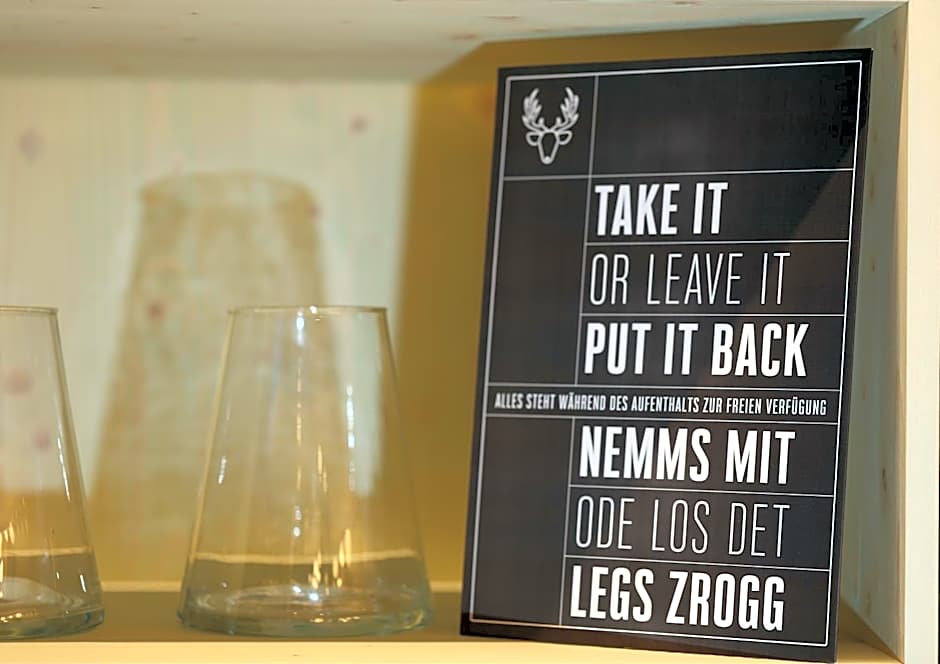 TAKE IT
OR LEAVE IT
PUT IT BACK
ALLES STEHT WÄHREND DES AUFENTHALTS ZUR FREIEN VERFÜGUNG
NEMMS MIT
ODE LOS DET
LEGS ZROGG